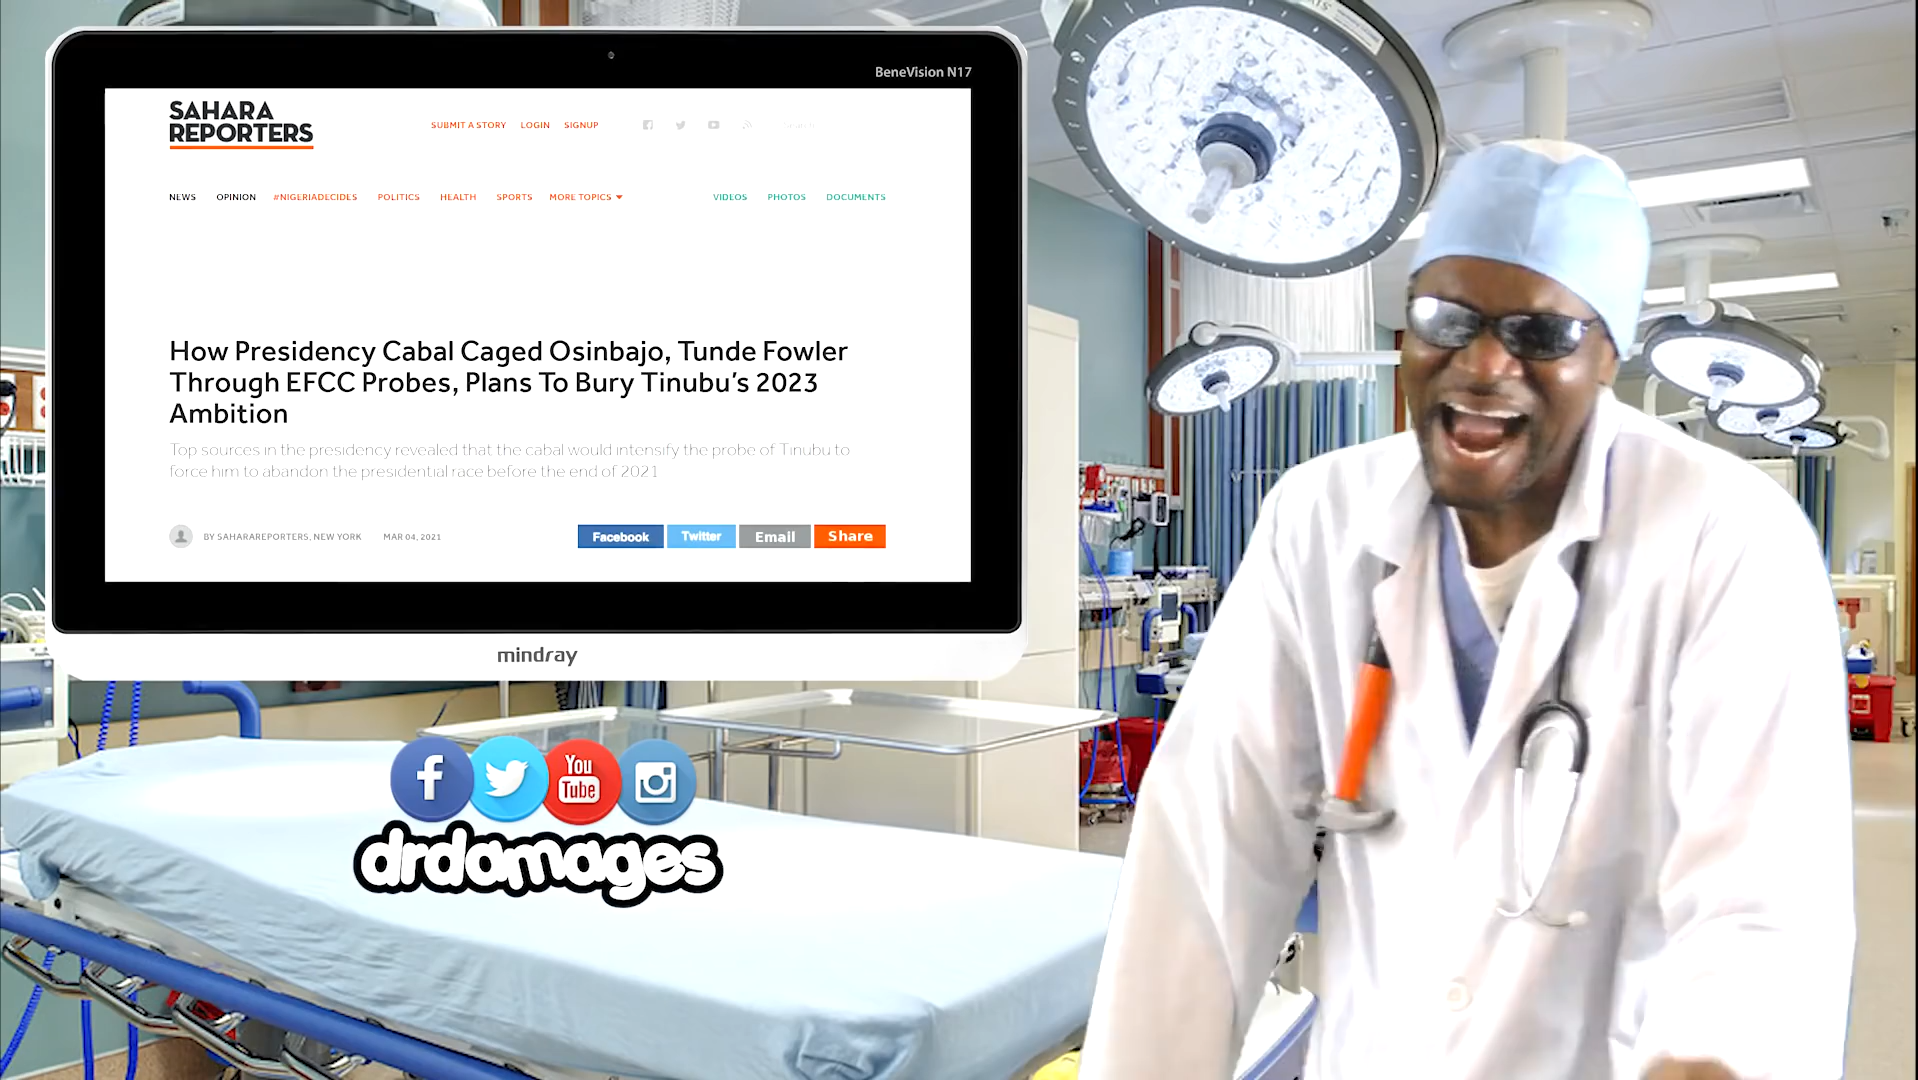 BeneVision N17
SAHARA
REPORTERS
SUBMIT A STORY LOGIN SIGNUP
NEWS OPINION #NIGERIADECIDES POLITICS HEALTH SPORTS MORE TOPICS VIDEOS PHOTOS DOCUMENTS
How Presidency Cabal Caged Osinbajo, Tunde Fowler
Through EFCC Probes, Plans To Bury Tinubu’s 2023
Ambition
Top sources in the presidency revealed that the cabal would intensify the probe of Tinubu to
force him to abandon the presidential race before the end of 2021
BY SAHARAREPORTERS, NEW YORK MAR 04, 2021
Facebook Twitter Email Share
mindray
You
Tube
drdamages